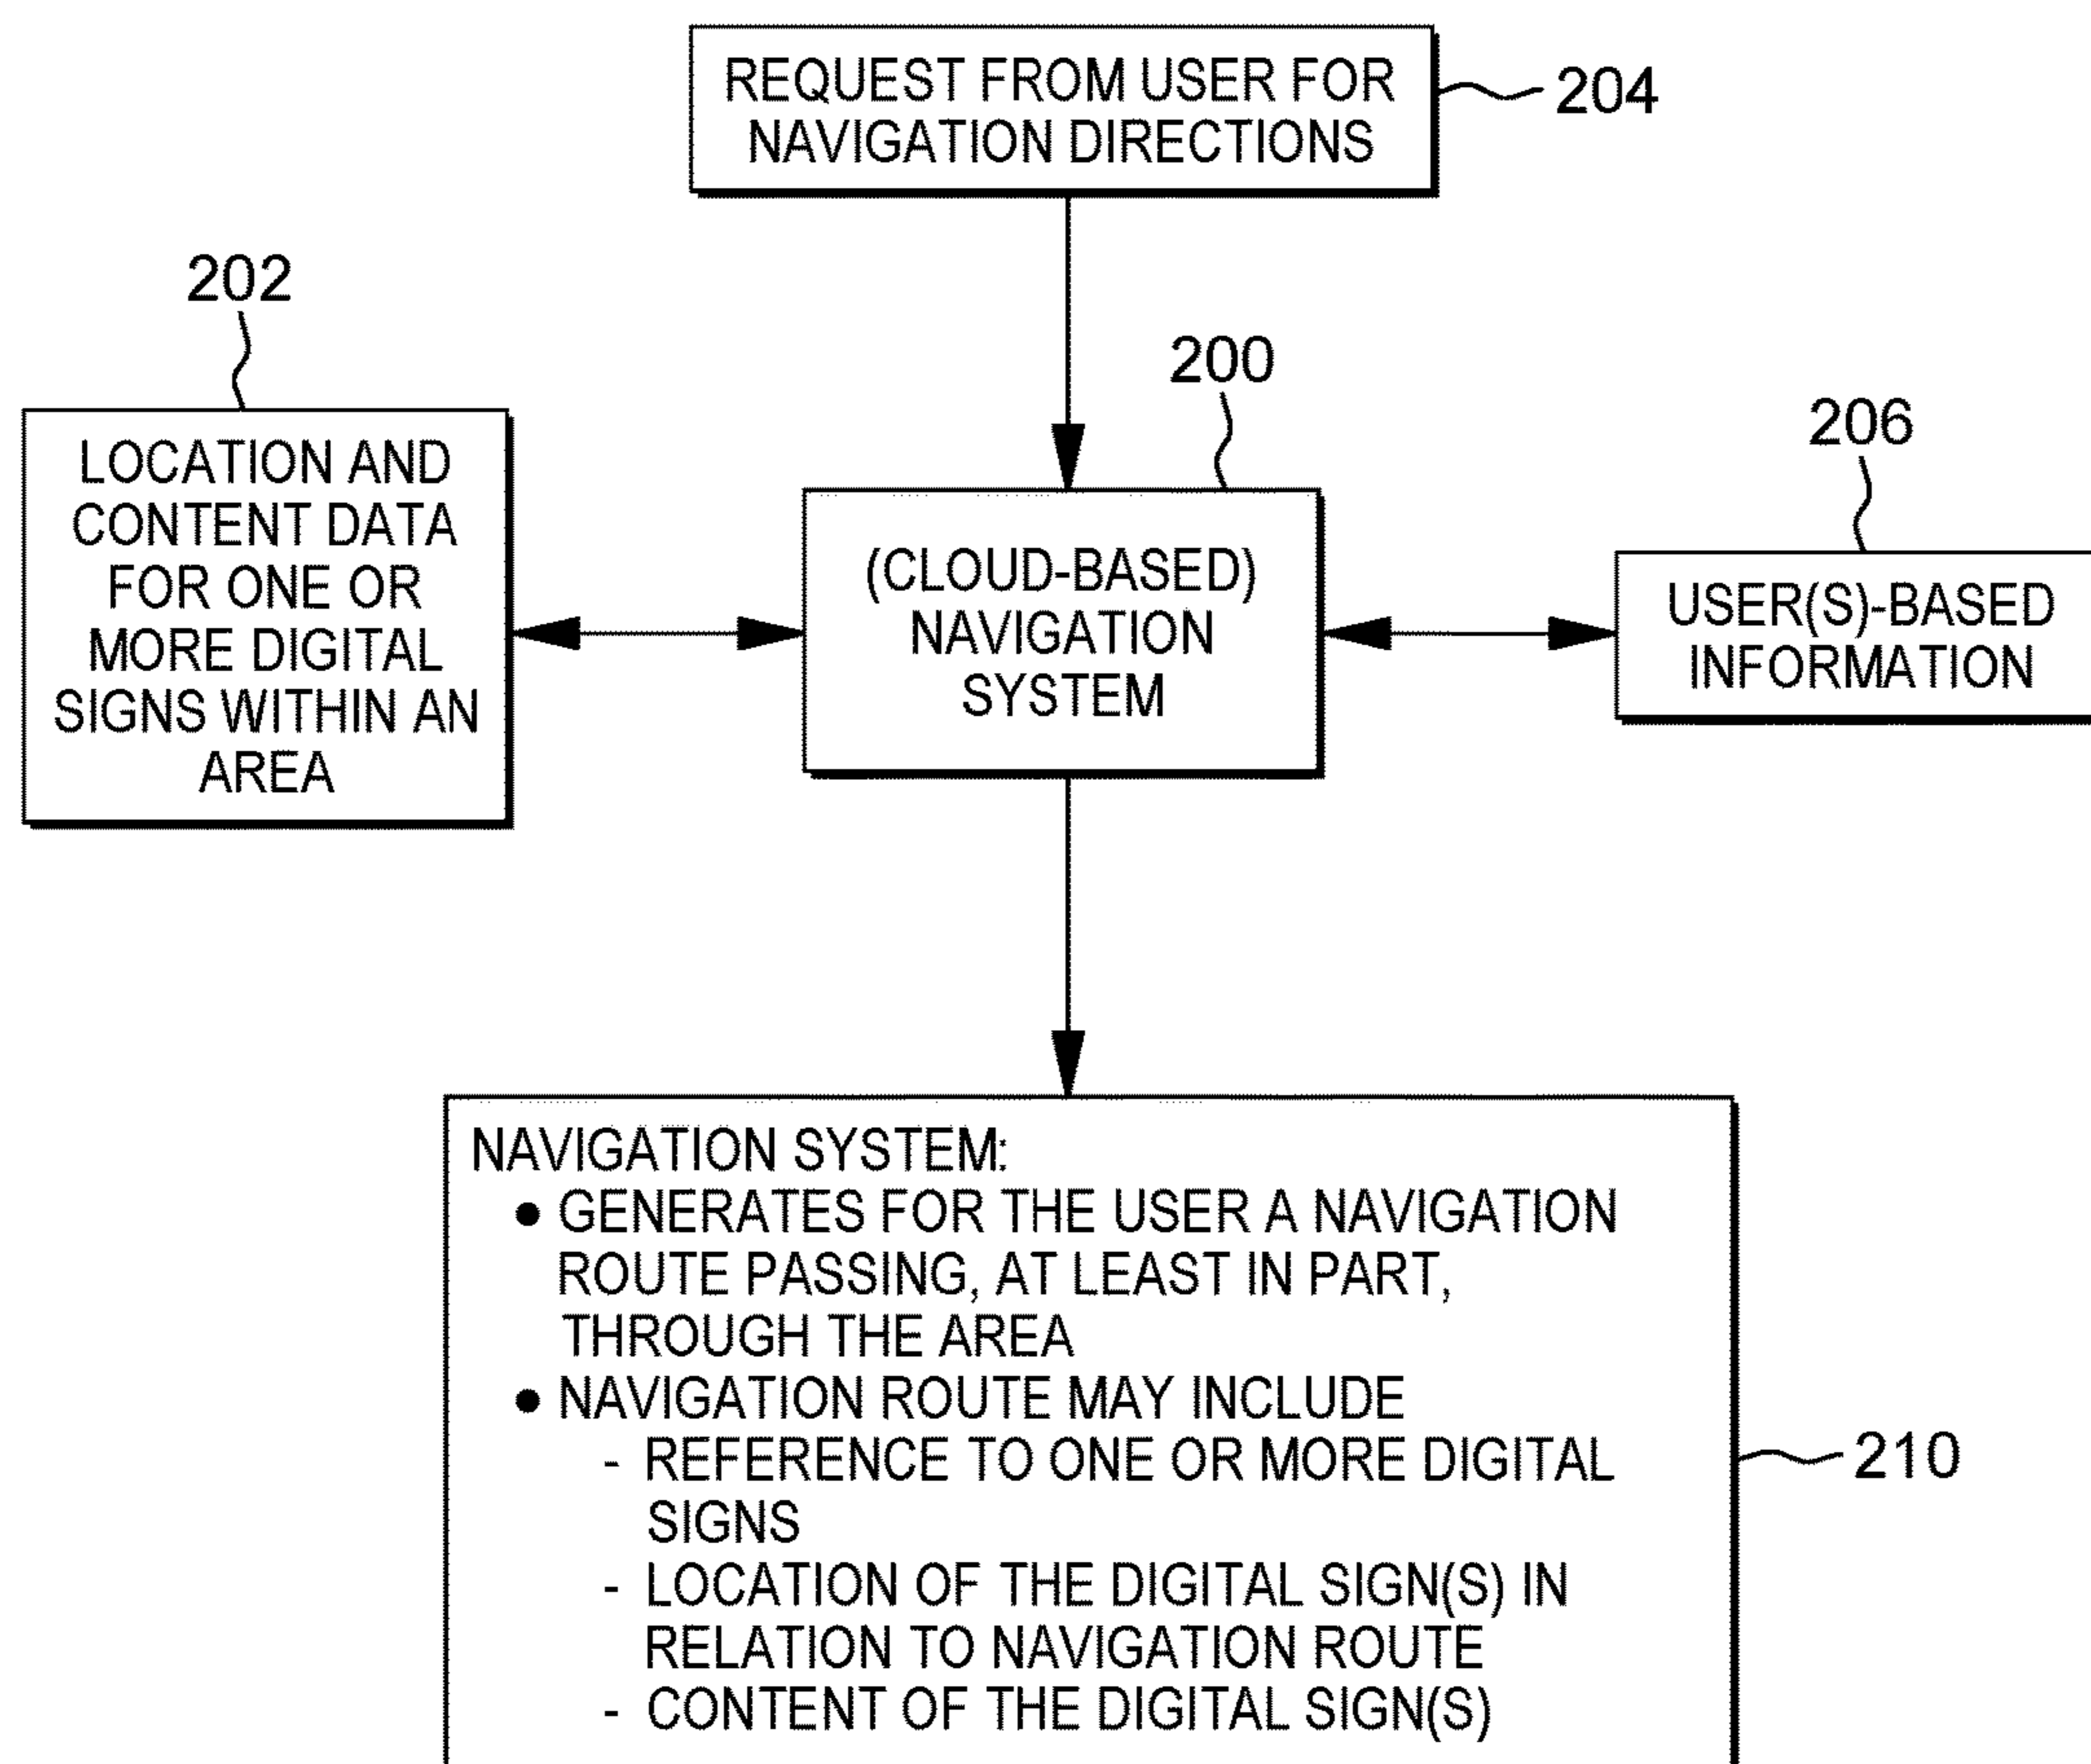 REQUEST FROM USER FOR
NAVIGATION DIRECTIONS
204
202
200
206
LOCATION AND
CONTENT DATA
FOR ONE OR
MORE DIGITAL
SIGNS WITHIN AN
AREA
(CLOUD-BASED)
NAVIGATION
SYSTEM
USER(S)-BASED
INFORMATION
NAVIGATION SYSTEM:
● GENERATES FOR THE USER A NAVIGATION
ROUTE PASSING, AT LEAST IN PART,
THROUGH THE AREA
● NAVIGATION ROUTE MAY INCLUDE
- REFERENCE TO ONE OR MORE DIGITAL
SIGNS
- LOCATION OF THE DIGITAL SIGN(S) IN
RELATION TO NAVIGATION ROUTE
- CONTENT OF THE DIGITAL SIGN(S)
210